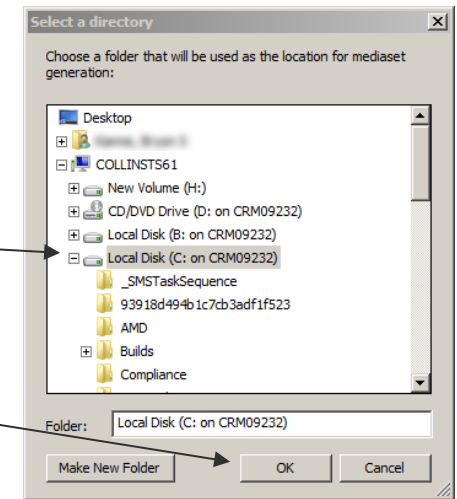 Select a directory
Choose a folder that will be used as the location for mediaset
generation:
Desktop
COLLINSTS61
New Volume (H:)
CD/DVD Drive (D: on CRM09232)
Local Disk (B: on CRM09232)
Local Disk (C: on CRM09232)
_SMSTaskSequence
93918d494b1c7cb3adf1f523
AMD
Builds
Compliance
Folder: Local Disk (C: on CRM09232)
Make New Folder OK Cancel